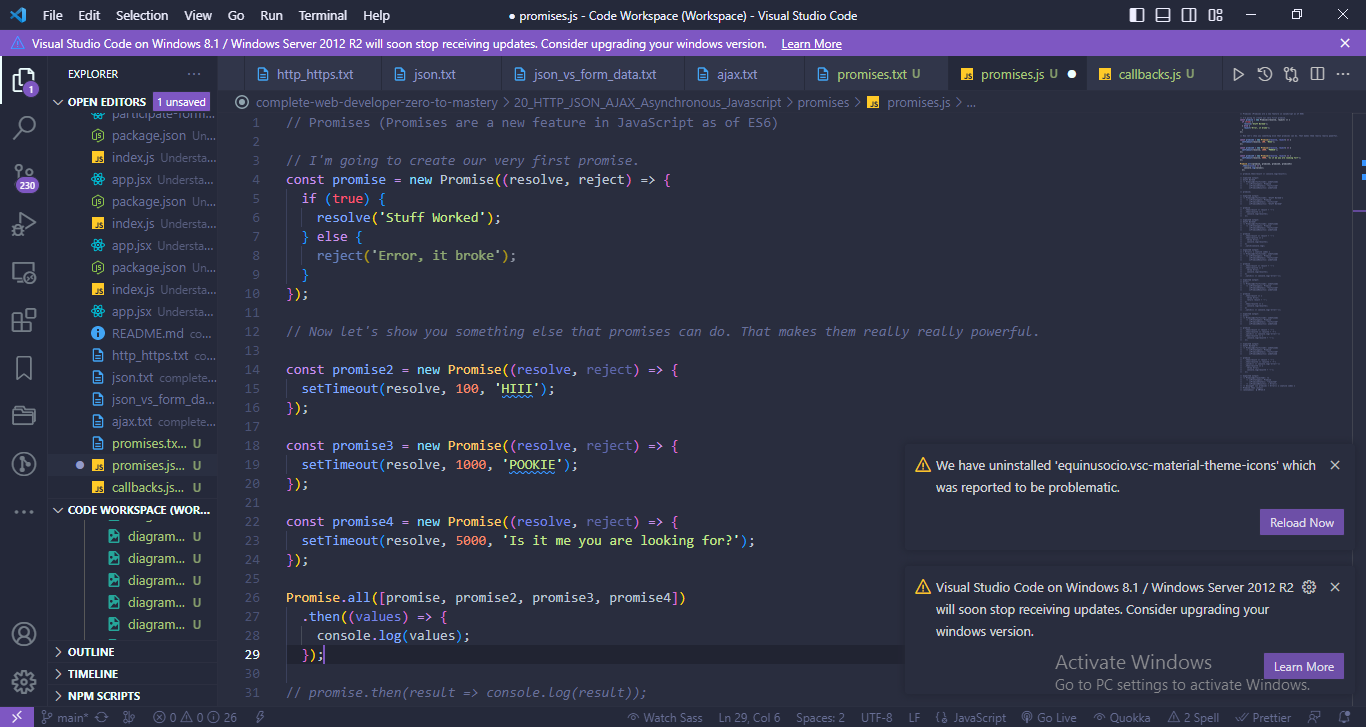 File Edit Selection View Go Run Terminal Help
● promises.js - Code Workspace (Workspace) - Visual Studio Code
Visual Studio Code on Windows 8.1 / Windows Server 2012 R2 will soon stop receiving updates. Consider upgrading your windows version. Learn More
EXPLORER
http_https.txt json.txt json_vs_form_data.txt ajax.txt promises.txt U promises.js U callbacks.js U
OPEN EDITORS 1 unsaved
participate-form...
package.json Un...
index.js Understa...
app.jsx Understa...
package.json Un...
index.js Understa...
app.jsx Understa...
package.json Un...
index.js Understa...
app.jsx Understa...
README.md co...
http_https.txt co...
json.txt complete...
json_vs_form_da...
ajax.txt complete...
promises.tx... U
promises.js... U
callbacks.js... U
CODE WORKSPACE (WOR...
diagram... U
diagram... U
diagram... U
diagram... U
diagram... U
OUTLINE
TIMELINE
NPM SCRIPTS
1
230
complete-web-developer-zero-to-mastery > 20_HTTP_JSON_AJAX_Asynchronous_Javascript > promises > JS promises.js > ...
1 // Promises (Promises are a new feature in JavaScript as of ES6)
2
3 // I'm going to create our very first promise.
4 const promise = new Promise((resolve, reject) => {
5 if (true) {
6 resolve('Stuff Worked');
7 } else {
8 reject('Error, it broke');
9 }
10 });
11
12 // Now let's show you something else that promises can do. That makes them really really powerful.
13
14 const promise2 = new Promise((resolve, reject) => {
15 setTimeout(resolve, 100, 'HIII');
16 });
17
18 const promise3 = new Promise((resolve, reject) => {
19 setTimeout(resolve, 1000, 'POOKIE');
20 });
21
22 const promise4 = new Promise((resolve, reject) => {
23 setTimeout(resolve, 5000, 'Is it me you are looking for?');
24 });
25
26 Promise.all([promise, promise2, promise3, promise4])
27 .then((values) => {
28 console.log(values);
29 });
30
31 // promise.then(result => console.log(result));
We have uninstalled 'equinusocio.vsc-material-theme-icons' which
was reported to be problematic.
Reload Now
Visual Studio Code on Windows 8.1 / Windows Server 2012 R2
will soon stop receiving updates. Consider upgrading your
windows version.
Learn More
Activate Windows
Go to PC settings to activate Windows.
main* 0 0 26 Watch Sass Ln 29, Col 6 Spaces: 2 UTF-8 LF {} JavaScript Go Live Quokka 2 Spell Prettier